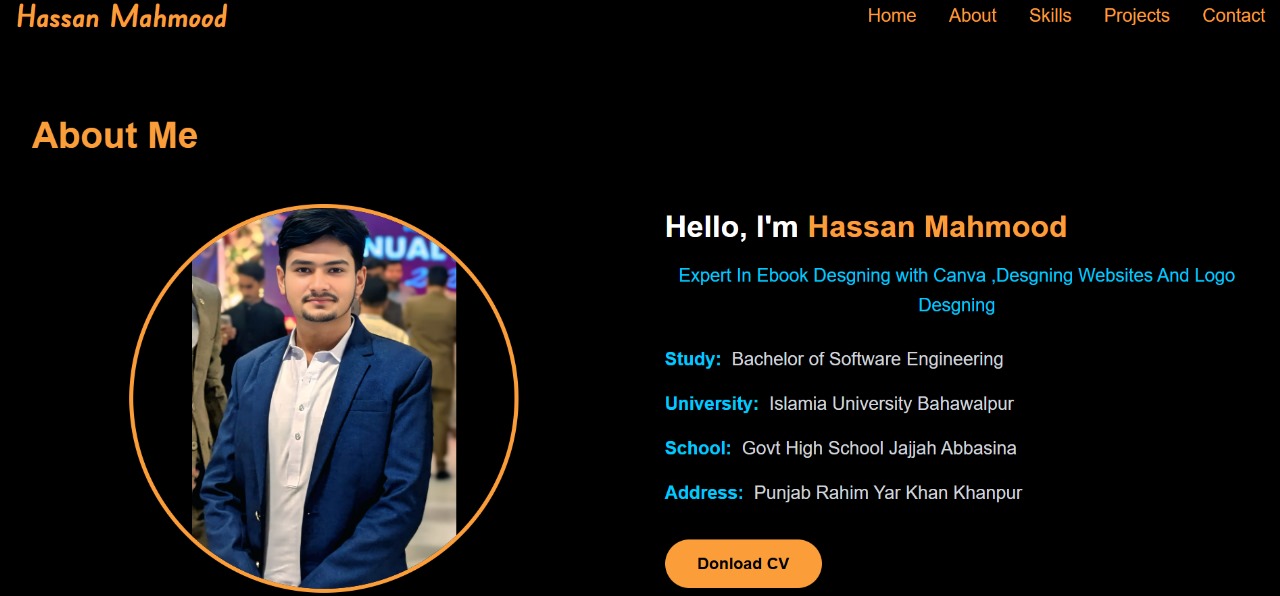 Hassan Mahmood
Home About Skills Projects Contact
About Me
NUAL
Hello, I'm Hassan Mahmood
Expert In Ebook Desgning with Canva ,Desgning Websites And Logo
Desgning
Study: Bachelor of Software Engineering
University: Islamia University Bahawalpur
School: Govt High School Jajjah Abbasina
Address: Punjab Rahim Yar Khan Khanpur
Donload CV